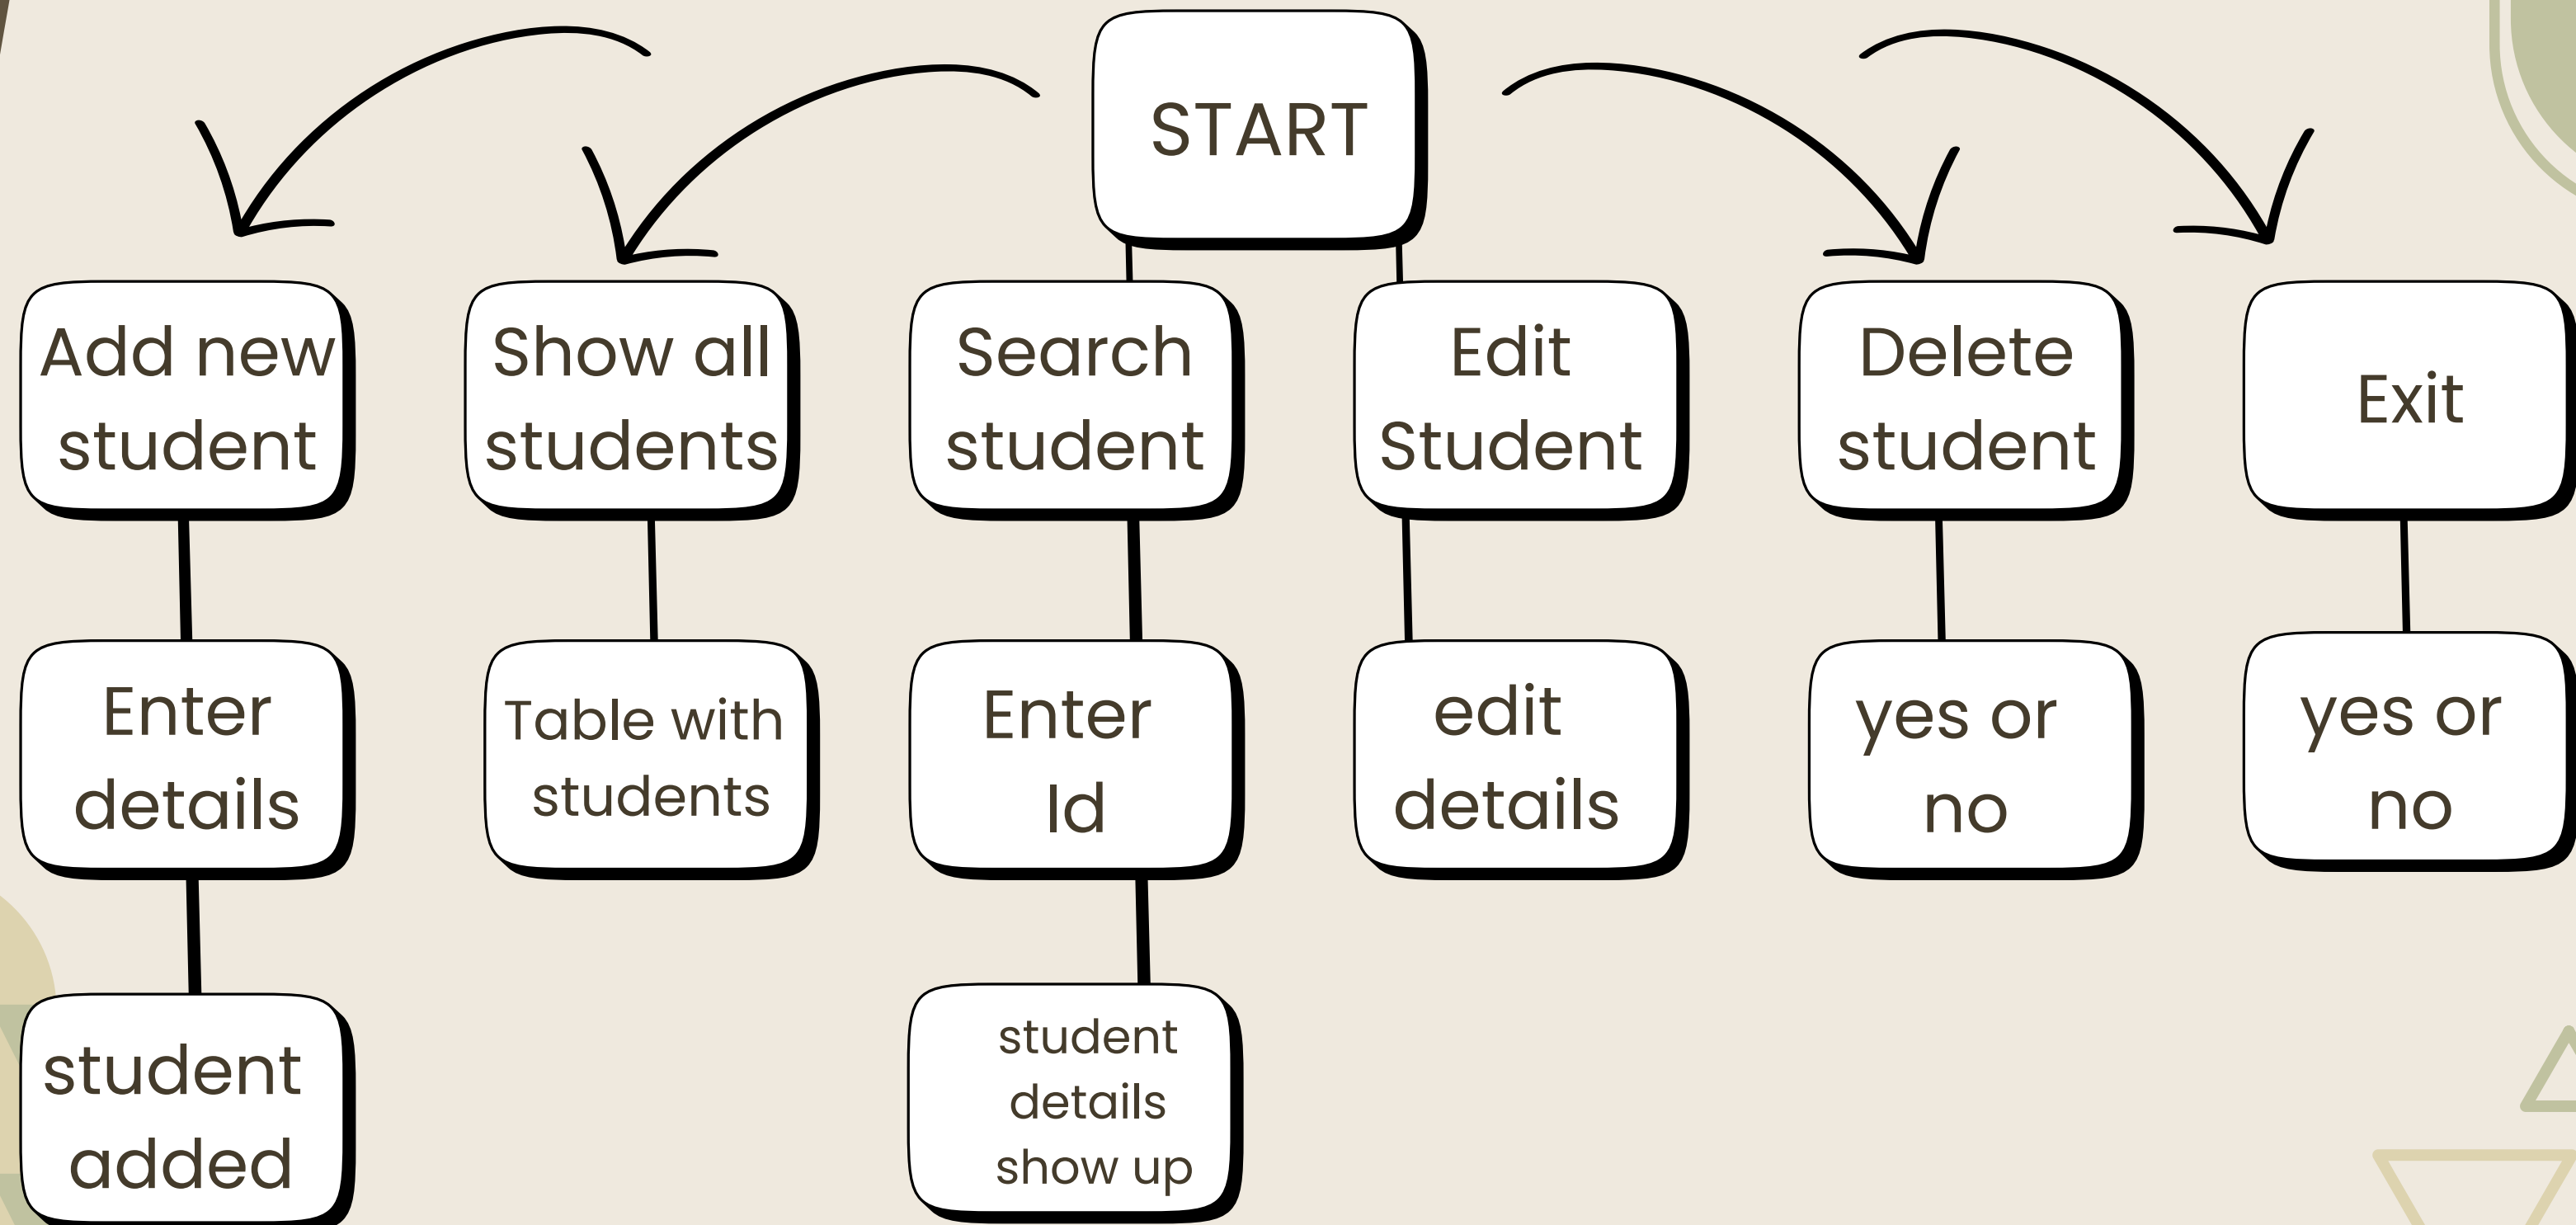 START
Add new
student
Show all
students
Search
student
Edit
Student
Delete
student
Exit
Enter
details
Table with
students
Enter
Id
edit
details
yes or
no
yes or
no
student
added
student
details
show up